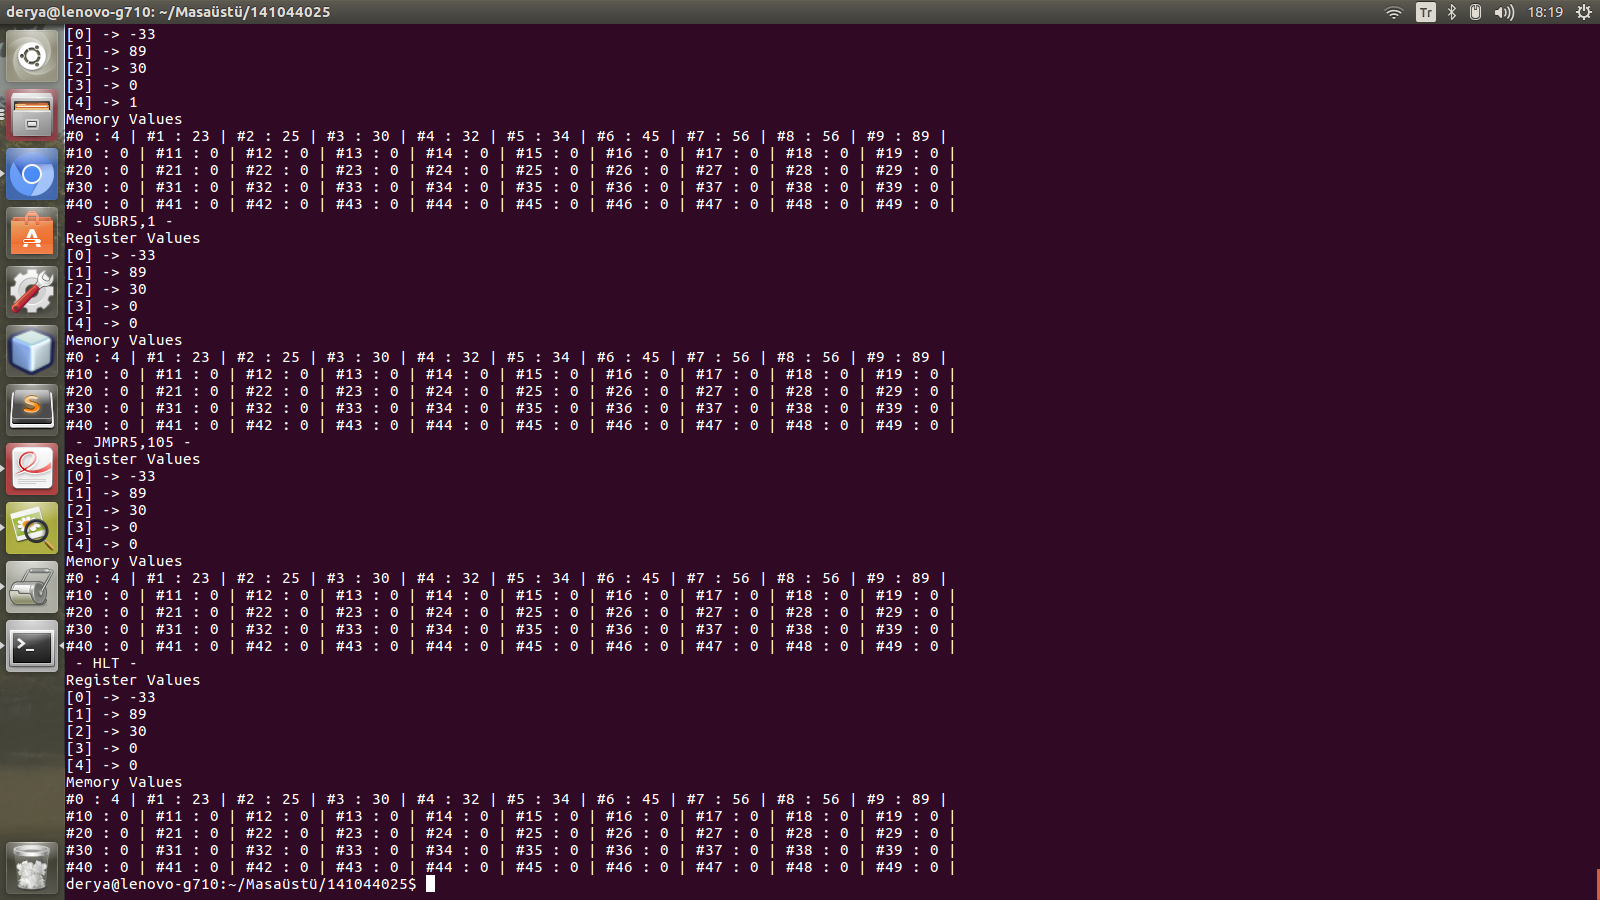 derya@lenovo-g710: ~/Masaüstü/141044025 Tr 18:19
[0] -> -33
[1] -> 89
[2] -> 30
[3] -> 0
[4] -> 1
Memory Values
#0 : 4 | #1 : 23 | #2 : 25 | #3 : 30 | #4 : 32 | #5 : 34 | #6 : 45 | #7 : 56 | #8 : 56 | #9 : 89 |
#10 : 0 | #11 : 0 | #12 : 0 | #13 : 0 | #14 : 0 | #15 : 0 | #16 : 0 | #17 : 0 | #18 : 0 | #19 : 0 |
#20 : 0 | #21 : 0 | #22 : 0 | #23 : 0 | #24 : 0 | #25 : 0 | #26 : 0 | #27 : 0 | #28 : 0 | #29 : 0 |
#30 : 0 | #31 : 0 | #32 : 0 | #33 : 0 | #34 : 0 | #35 : 0 | #36 : 0 | #37 : 0 | #38 : 0 | #39 : 0 |
#40 : 0 | #41 : 0 | #42 : 0 | #43 : 0 | #44 : 0 | #45 : 0 | #46 : 0 | #47 : 0 | #48 : 0 | #49 : 0 |
- SUBR5,1 -
Register Values
[0] -> -33
[1] -> 89
[2] -> 30
[3] -> 0
[4] -> 0
Memory Values
#0 : 4 | #1 : 23 | #2 : 25 | #3 : 30 | #4 : 32 | #5 : 34 | #6 : 45 | #7 : 56 | #8 : 56 | #9 : 89 |
#10 : 0 | #11 : 0 | #12 : 0 | #13 : 0 | #14 : 0 | #15 : 0 | #16 : 0 | #17 : 0 | #18 : 0 | #19 : 0 |
#20 : 0 | #21 : 0 | #22 : 0 | #23 : 0 | #24 : 0 | #25 : 0 | #26 : 0 | #27 : 0 | #28 : 0 | #29 : 0 |
#30 : 0 | #31 : 0 | #32 : 0 | #33 : 0 | #34 : 0 | #35 : 0 | #36 : 0 | #37 : 0 | #38 : 0 | #39 : 0 |
#40 : 0 | #41 : 0 | #42 : 0 | #43 : 0 | #44 : 0 | #45 : 0 | #46 : 0 | #47 : 0 | #48 : 0 | #49 : 0 |
- JMPR5,105 -
Register Values
[0] -> -33
[1] -> 89
[2] -> 30
[3] -> 0
[4] -> 0
Memory Values
#0 : 4 | #1 : 23 | #2 : 25 | #3 : 30 | #4 : 32 | #5 : 34 | #6 : 45 | #7 : 56 | #8 : 56 | #9 : 89 |
#10 : 0 | #11 : 0 | #12 : 0 | #13 : 0 | #14 : 0 | #15 : 0 | #16 : 0 | #17 : 0 | #18 : 0 | #19 : 0 |
#20 : 0 | #21 : 0 | #22 : 0 | #23 : 0 | #24 : 0 | #25 : 0 | #26 : 0 | #27 : 0 | #28 : 0 | #29 : 0 |
#30 : 0 | #31 : 0 | #32 : 0 | #33 : 0 | #34 : 0 | #35 : 0 | #36 : 0 | #37 : 0 | #38 : 0 | #39 : 0 |
#40 : 0 | #41 : 0 | #42 : 0 | #43 : 0 | #44 : 0 | #45 : 0 | #46 : 0 | #47 : 0 | #48 : 0 | #49 : 0 |
- HLT -
Register Values
[0] -> -33
[1] -> 89
[2] -> 30
[3] -> 0
[4] -> 0
Memory Values
#0 : 4 | #1 : 23 | #2 : 25 | #3 : 30 | #4 : 32 | #5 : 34 | #6 : 45 | #7 : 56 | #8 : 56 | #9 : 89 |
#10 : 0 | #11 : 0 | #12 : 0 | #13 : 0 | #14 : 0 | #15 : 0 | #16 : 0 | #17 : 0 | #18 : 0 | #19 : 0 |
#20 : 0 | #21 : 0 | #22 : 0 | #23 : 0 | #24 : 0 | #25 : 0 | #26 : 0 | #27 : 0 | #28 : 0 | #29 : 0 |
#30 : 0 | #31 : 0 | #32 : 0 | #33 : 0 | #34 : 0 | #35 : 0 | #36 : 0 | #37 : 0 | #38 : 0 | #39 : 0 |
#40 : 0 | #41 : 0 | #42 : 0 | #43 : 0 | #44 : 0 | #45 : 0 | #46 : 0 | #47 : 0 | #48 : 0 | #49 : 0 |
derya@lenovo-g710:~/Masaüstü/141044025$